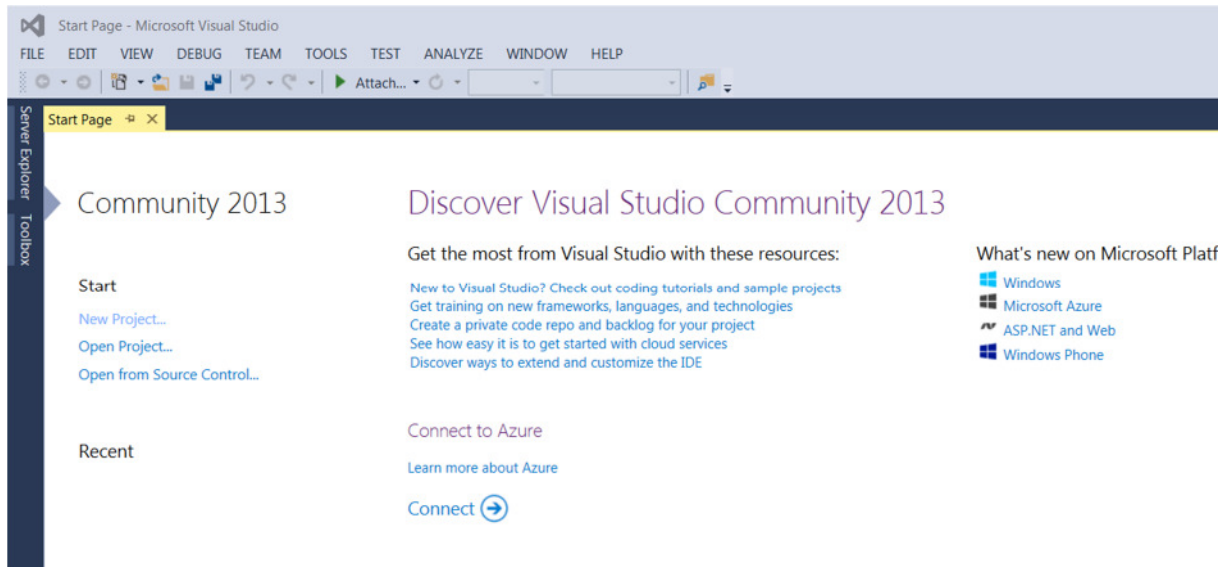 Start Page - Microsoft Visual Studio
FILE EDIT VIEW DEBUG TEAM TOOLS TEST ANALYZE WINDOW HELP
Attach...
Server Explorer
Toolbox
Start Page
Community 2013
Start
New Project...
Open Project...
Open from Source Control...
Recent
Discover Visual Studio Community 2013
Get the most from Visual Studio with these resources:
New to Visual Studio? Check out coding tutorials and sample projects
Get training on new frameworks, languages, and technologies
Create a private code repo and backlog for your project
See how easy it is to get started with cloud services
Discover ways to extend and customize the IDE
Connect to Azure
Learn more about Azure
Connect
What's new on Microsoft Platf
Windows
Microsoft Azure
ASP.NET and Web
Windows Phone